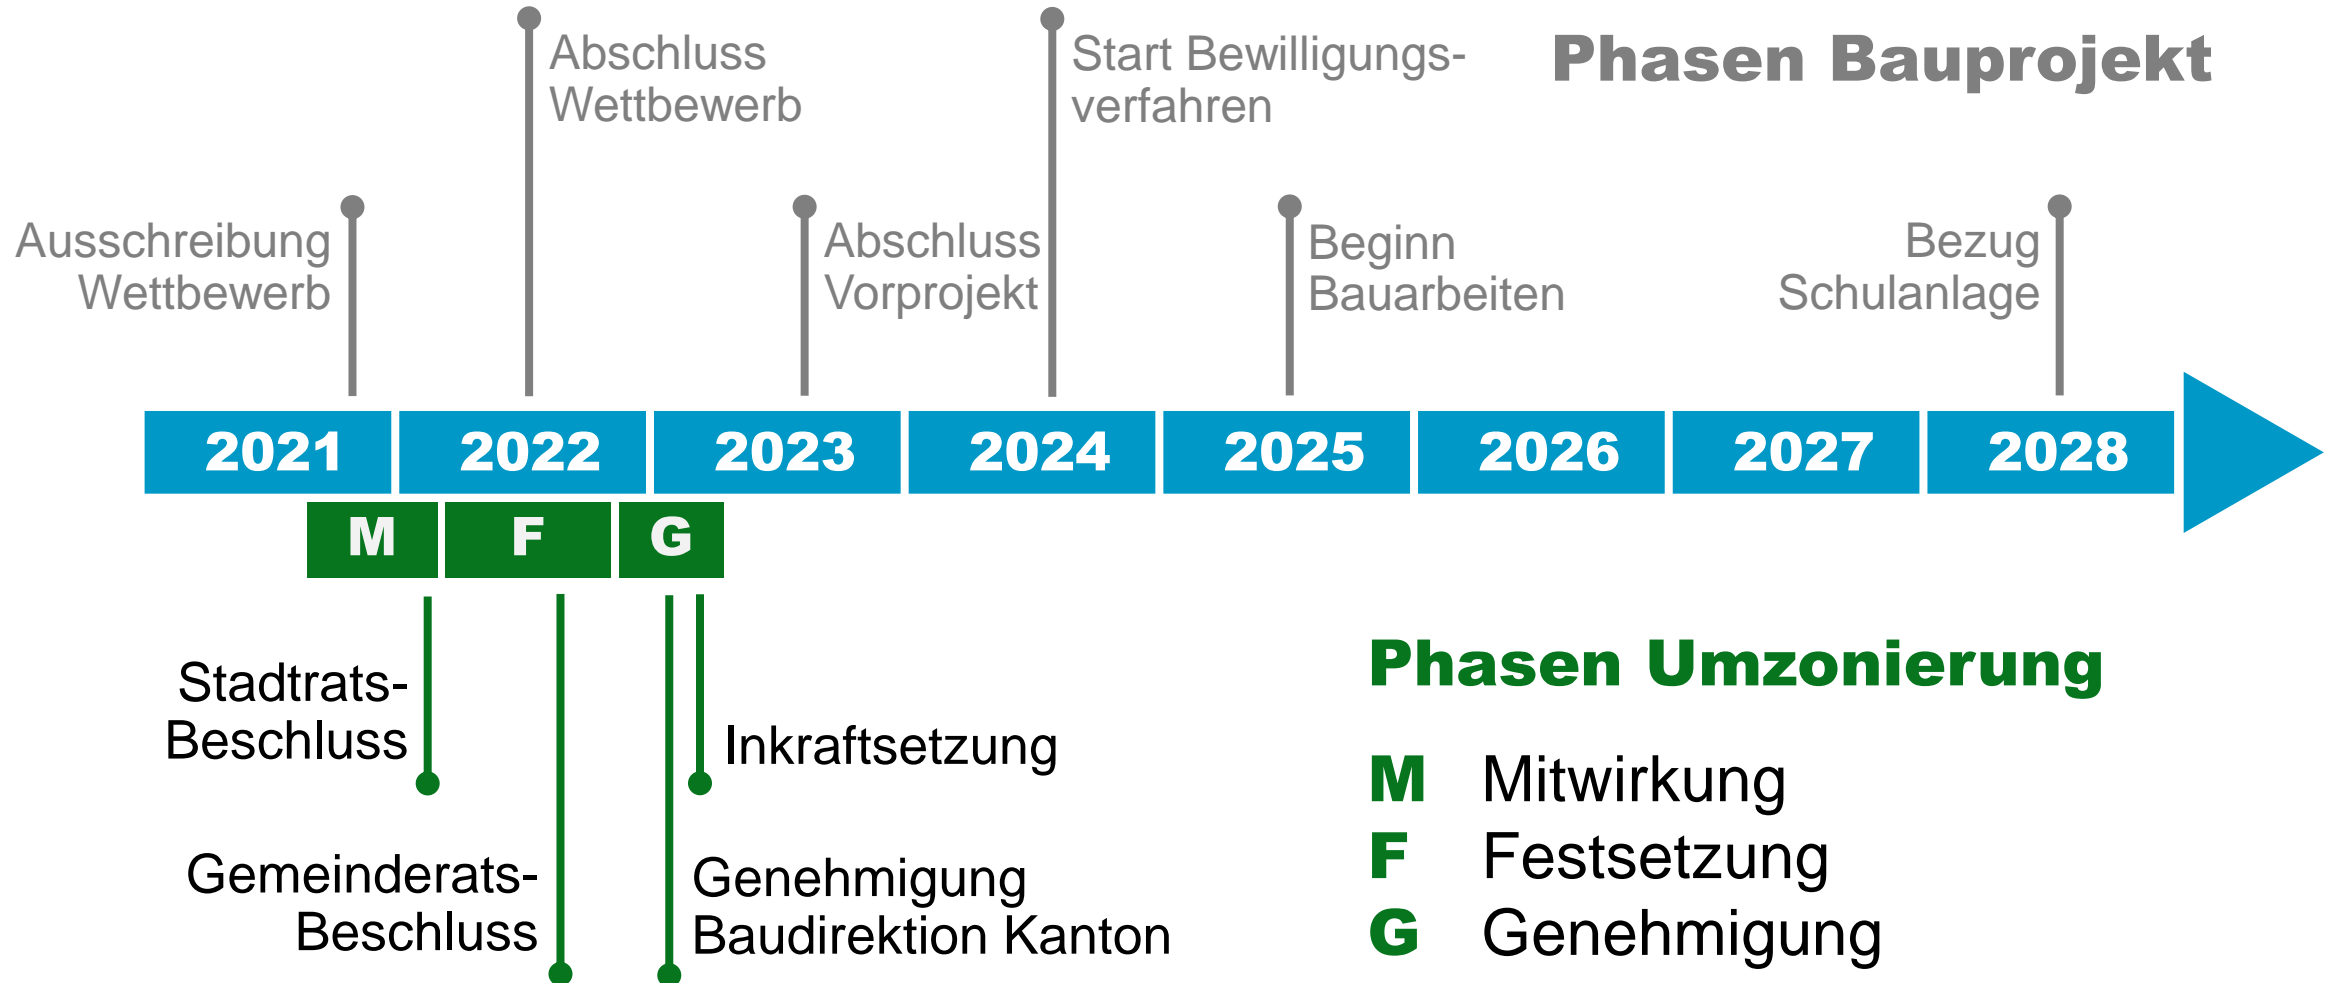 Abschluss
Wettbewerb
Start Bewilligungs-
verfahren
Phasen Bauprojekt
Ausschreibung
Wettbewerb
Abschluss
Vorprojekt
Beginn
Bauarbeiten
Bezug
Schulanlage
2021 2022 2023 2024 2025 2026 2027 2028
M F G
Stadtrats-
Beschluss
Inkraftsetzung
Gemeinderats-
Beschluss
Genehmigung
Baudirektion Kanton
Phasen Umzonierung
M Mitwirkung
F Festsetzung
G Genehmigung